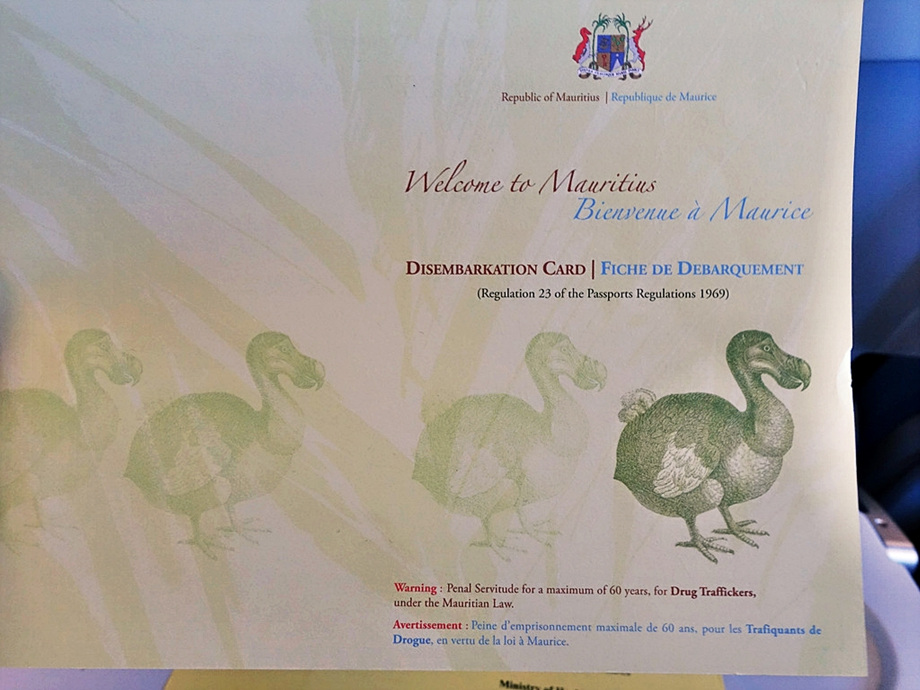 Republic of Mauritius | Republique de Maurice
Welcome to Mauritius
Bienvenue à Maurice
DISEMBARKATION CARD | FICHE DE DEBARQUEMENT
(Regulation 23 of the Passports Regulations 1969)
Warning : Penal Servitude for a maximum of 60 years, for Drug Traffickers,
under the Mauritian Law.
Avertissement : Peine d'emprisonnement maximale de 60 ans, pour les Trafiquants de
Drogue, en vertu de la loi à Maurice.
Ministry of